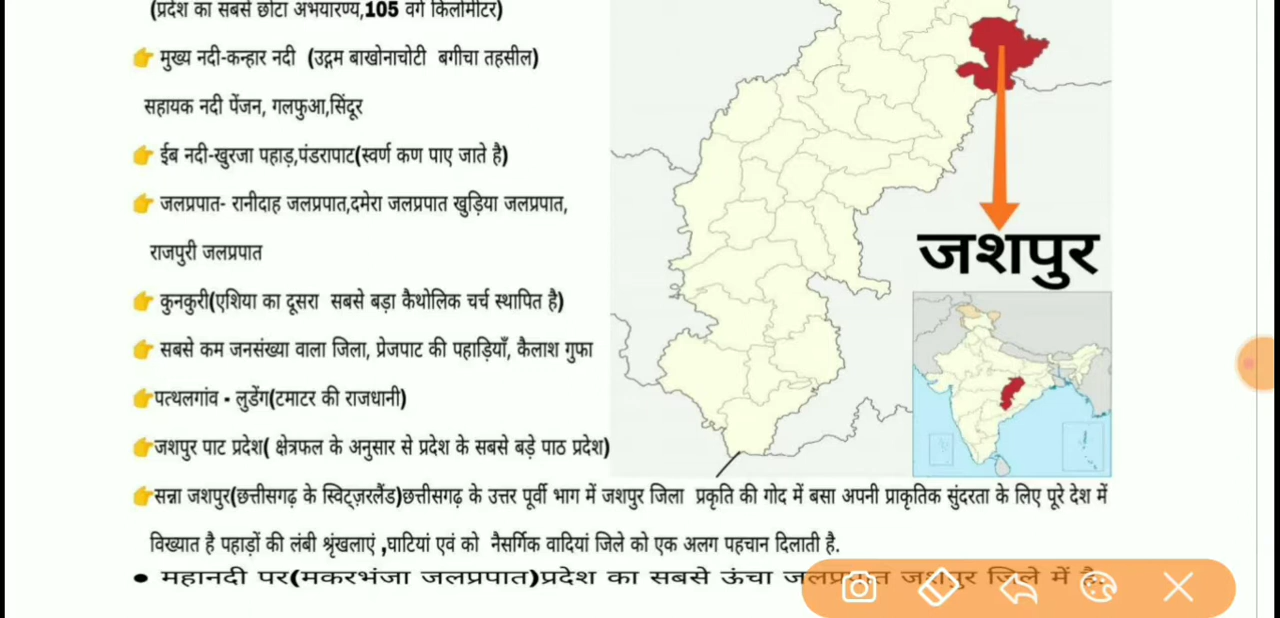 (प्रदेश का सबसे छोटा अभयारण्य,105 वर्ग किलोमीटर)
👉 मुख्य नदी-कन्हार नदी (उद्गम बाखोनाचोटी बगीचा तहसील)
सहायक नदी पेंजन, गलफुआ,सिंदूर
👉 ईब नदी-खुरजा पहाड़,पंडरापाट(स्वर्ण कण पाए जाते है)
👉 जलप्रपात- रानीदाह जलप्रपात,दमेरा जलप्रपात खुड़िया जलप्रपात,
राजपुरी जलप्रपात
👉 कुनकुरी(एशिया का दूसरा सबसे बड़ा कैथोलिक चर्च स्थापित है)
👉 सबसे कम जनसंख्या वाला जिला, प्रेजपाट की पहाड़ियाँ, कैलाश गुफा
👉पत्थलगांव - लुडेंग(टमाटर की राजधानी)
👉जशपुर पाट प्रदेश( क्षेत्रफल के अनुसार से प्रदेश के सबसे बड़े पाठ प्रदेश)
👉सन्ना जशपुर(छत्तीसगढ़ के स्विट्ज़रलैंड)छत्तीसगढ़ के उत्तर पूर्वी भाग में जशपुर जिला प्रकृति की गोद में बसा अपनी प्राकृतिक सुंदरता के लिए पूरे देश में
विख्यात है पहाड़ों की लंबी श्रृंखलाएं ,घाटियां एवं को नैसर्गिक वादियां जिले को एक अलग पहचान दिलाती है.
• महानदी पर(मकरभंजा जलप्रपात)प्रदेश का सबसे ऊंचा जलप्रपात जशपुर जिले में है.
जशपुर